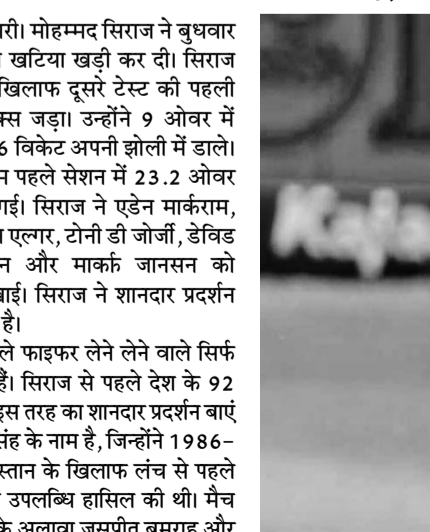 री। मोहम्मद सिराज ने बुधवार
खटिया खड़ी कर दी। सिराज
खिलाफ दूसरे टेस्ट की पहली
क्स जड़ा। उन्होंने 9 ओवर में
6 विकेट अपनी झोली में डाले।
पहले सेशन में 23.2 ओवर
गई। सिराज ने एडेन मार्कराम,
एल्गर, टोनी डी जोर्जी, डेविड
न और मार्क जानसन को
खाई। सिराज ने शानदार प्रदर्शन
है।
ले फाइफर लेने लेने वाले सिर्फ
हैं। सिराज से पहले देश के 92
इस तरह का शानदार प्रदर्शन बाएं
संह के नाम है, जिन्होंने 1986–
स्तान के खिलाफ लंच से पहले
उपलब्धि हासिल की थी। मैच
के अलावा जसप्रीत बुमराह और